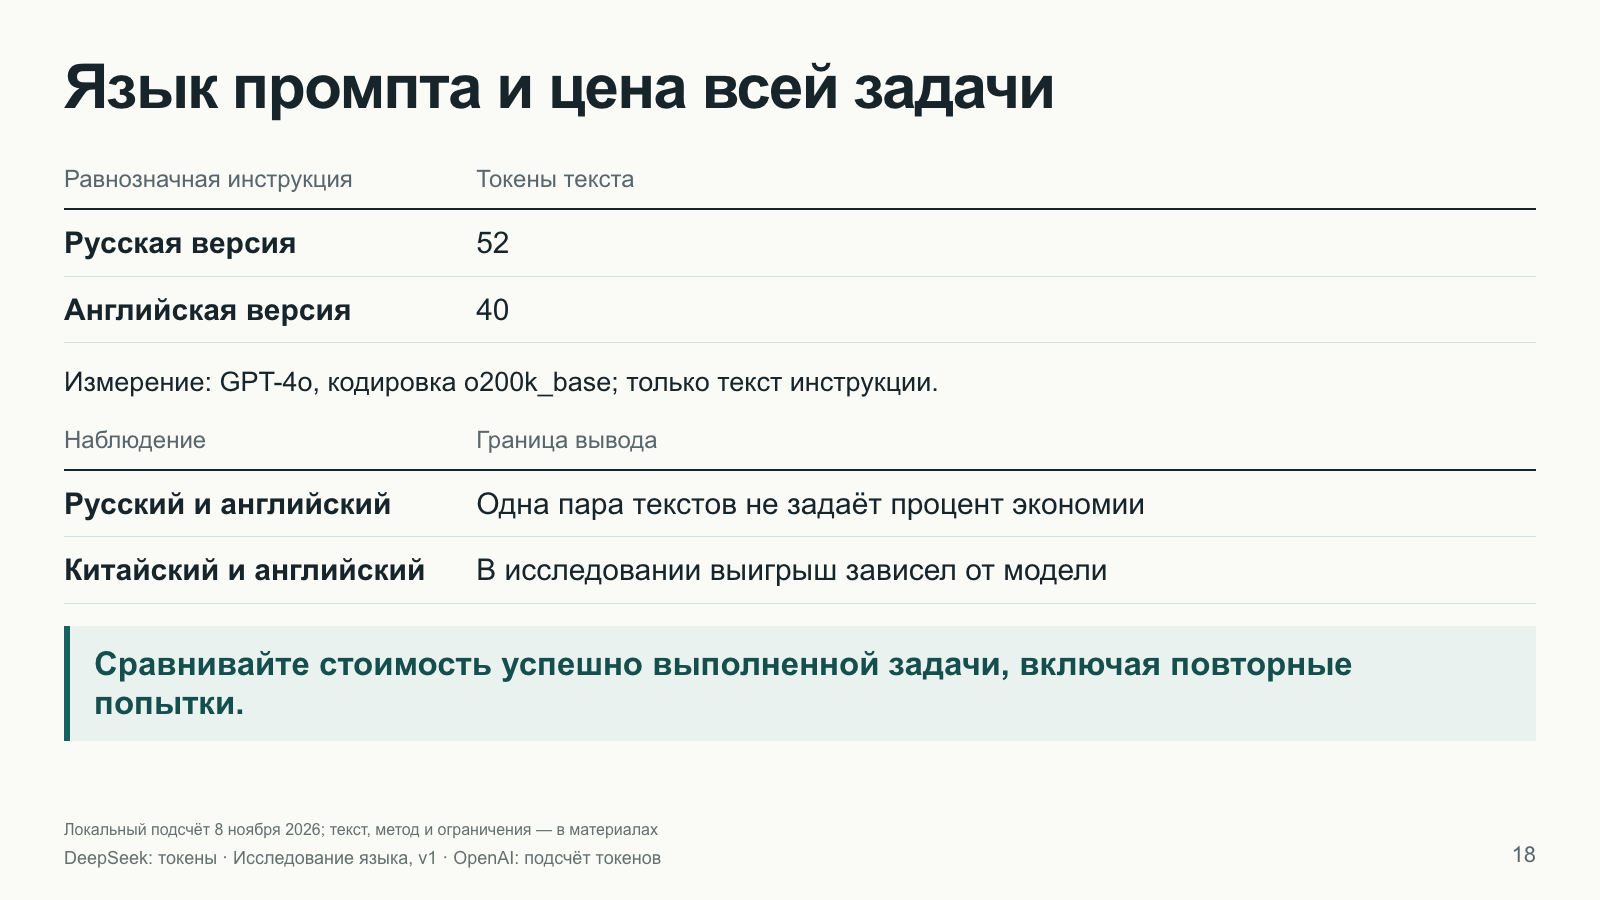 Язык промпта и цена всей задачи
Равнозначная инструкция Токены текста
Русская версия 52
Английская версия 40
Измерение: GPT-4o, кодировка o200k_base; только текст инструкции.
Наблюдение Граница вывода
Русский и английский Одна пара текстов не задаёт процент экономии
Китайский и английский В исследовании выигрыш зависел от модели
Сравнивайте стоимость успешно выполненной задачи, включая повторные
попытки.
Локальный подсчёт 8 ноября 2026; текст, метод и ограничения — в материалах
DeepSeek: токены · Исследование языка, v1 · OpenAI: подсчёт токенов
18